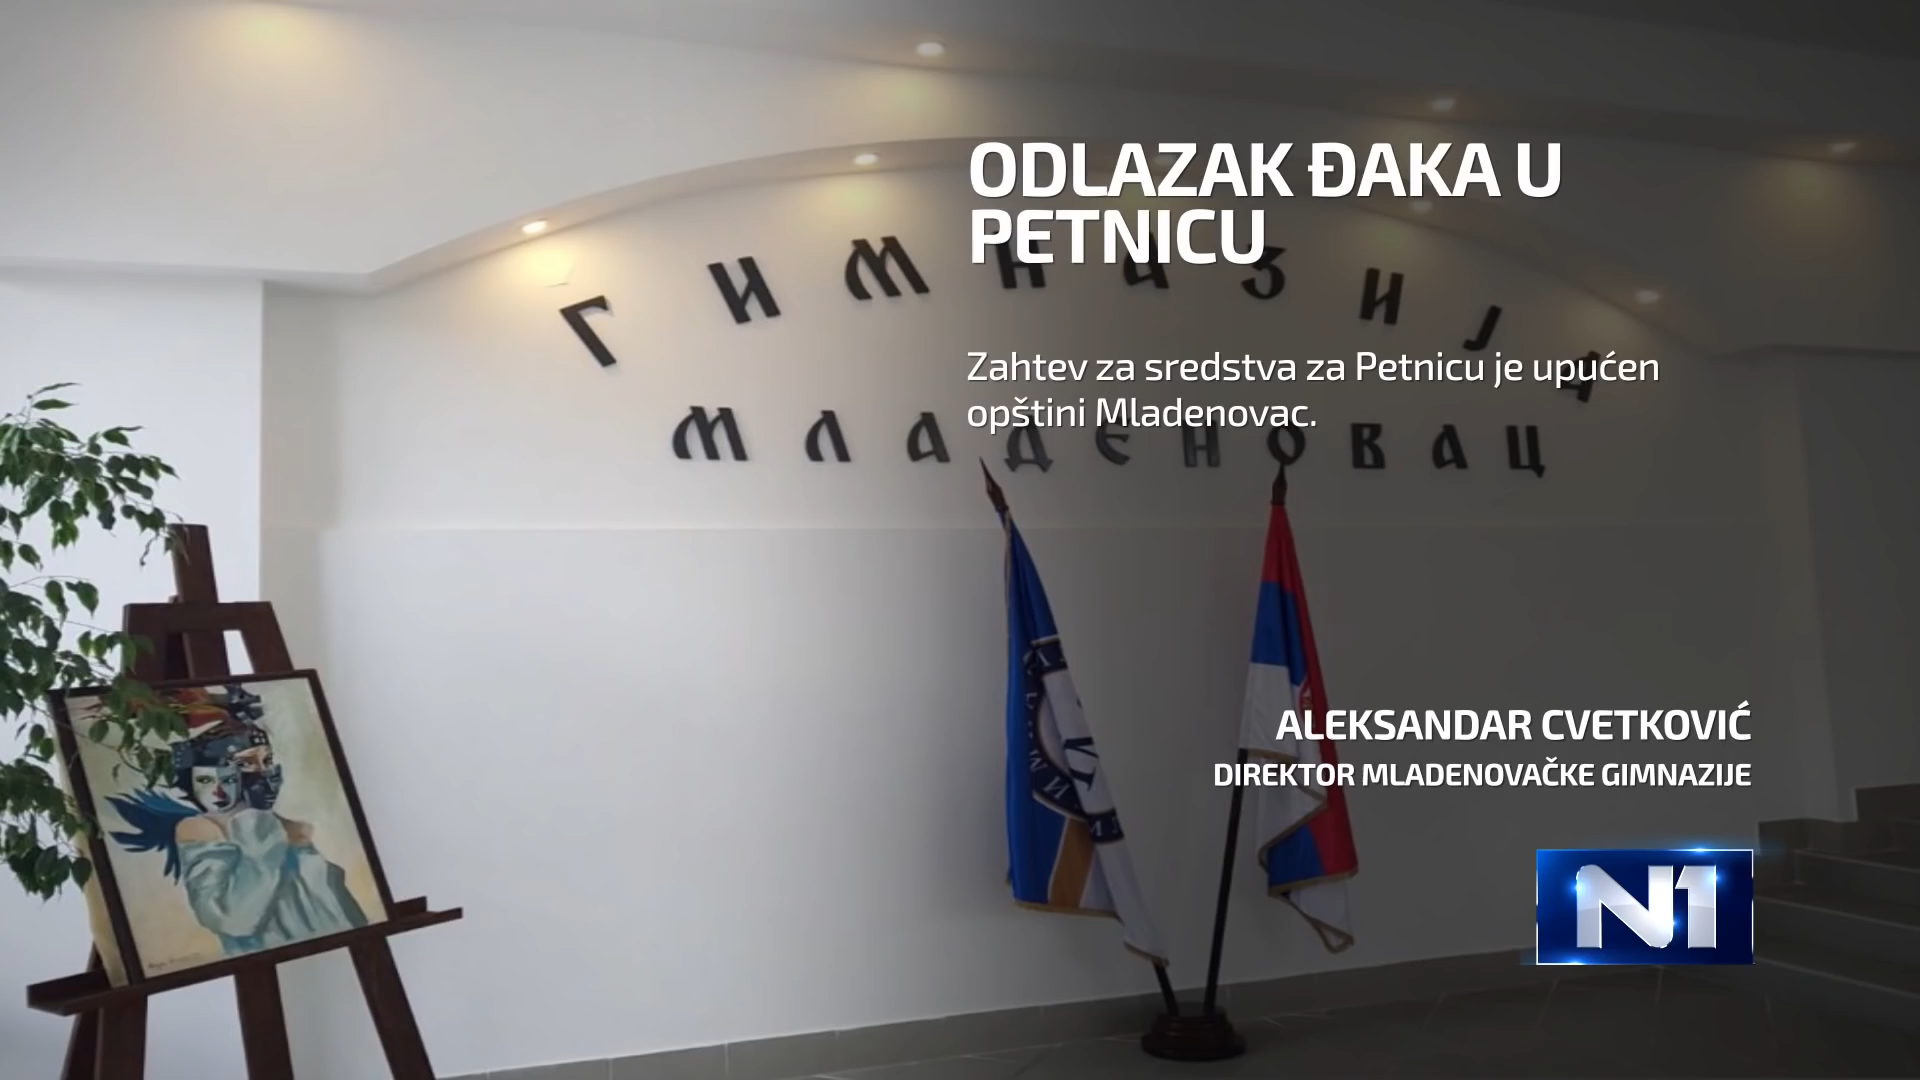 ODLAZAK ĐAKA U
PETNICU
ГИМНАЗИЈА
Zahtev za sredstva za Petnicu je upućen
opštini Mladenovac.
МЛАДЕНОВАЦ
ALEKSANDAR CVETKOVIĆ
DIREKTOR MLADENOVAČKE GIMNAZIJE
N1